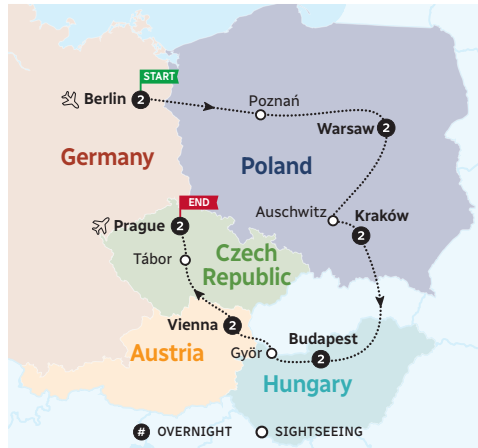 START
Berlin 2
Poznań
Warsaw 2
Germany
Poland
Auschwitz
Kraków
2
END
Prague 2
Czech
Republic
Tábor
Vienna 2
Budapest
2
Austria
Györ
Hungary
# OVERNIGHT SIGHTSEEING